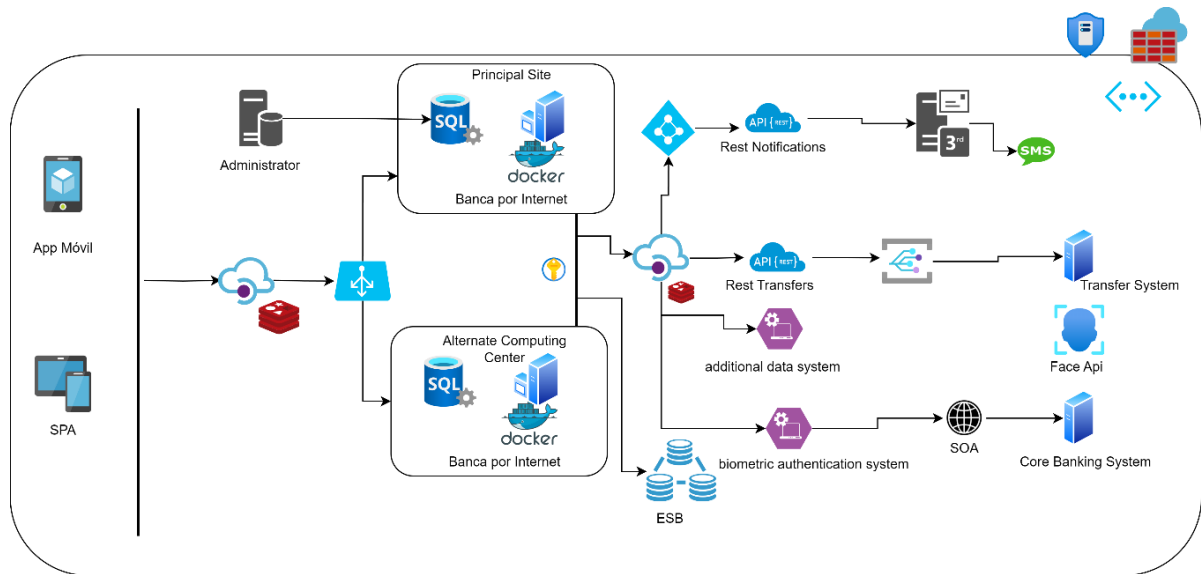 Principal Site
SQL
docker
Banca por Internet
Administrator
API {REST}
Rest Notifications
3rd
SMS
App Móvil
API {REST}
Rest Transfers
Transfer System
Alternate Computing
Center
SQL
docker
Banca por Internet
additional data system
Face Api
SPA
biometric authentication system
SOA
Core Banking System
ESB